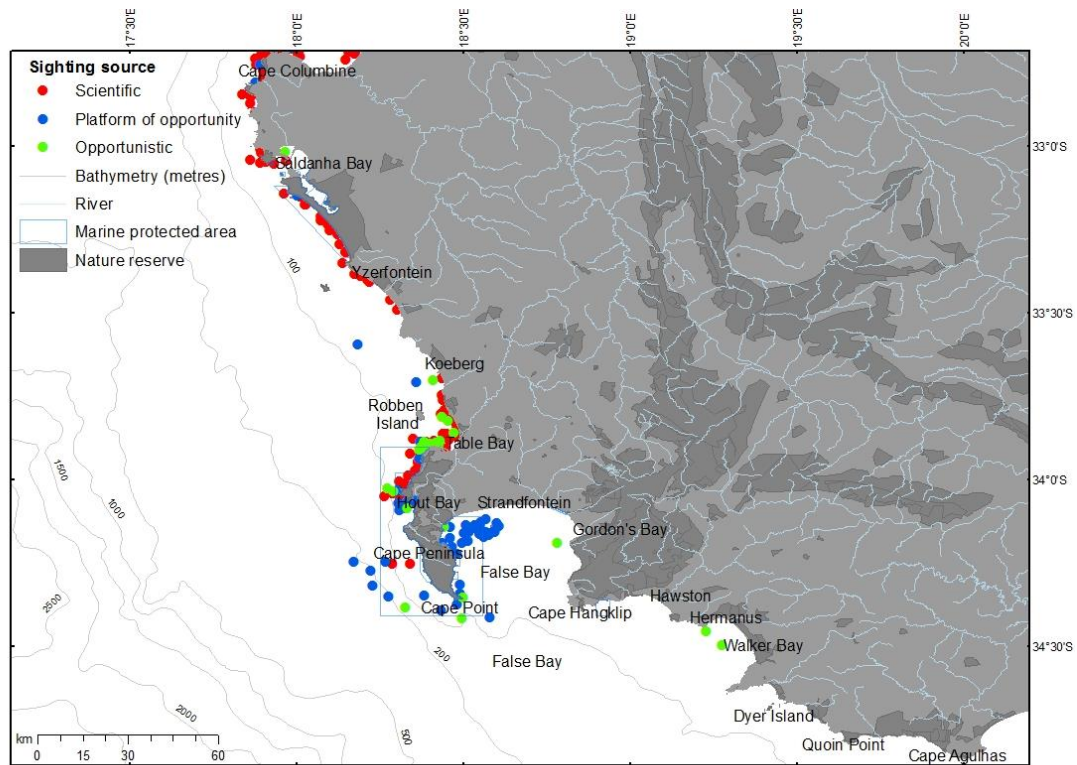 17°30'E 18°0'E 18°30'E 19°0'E 19°30'E 20°0'E
Sighting source
Scientific
Platform of opportunity
Opportunistic
Bathymetry (metres)
River
Marine protected area
Nature reserve
Cape Columbine
33°0'S
Saldanha Bay
100
Yzerfontein
33°30'S
Koeberg
Robben
Island
Table Bay
1500
1000
34°0'S
Hout Bay
Strandfontein
Gordon's Bay
Cape Peninsula
False Bay
2500
Hawston
Cape Point
Cape Hangklip
Hermanus
Walker Bay
34°30'S
200
False Bay
2000
500
Dyer Island
Quoin Point
Cape Agulhas
km
0 15 30 60